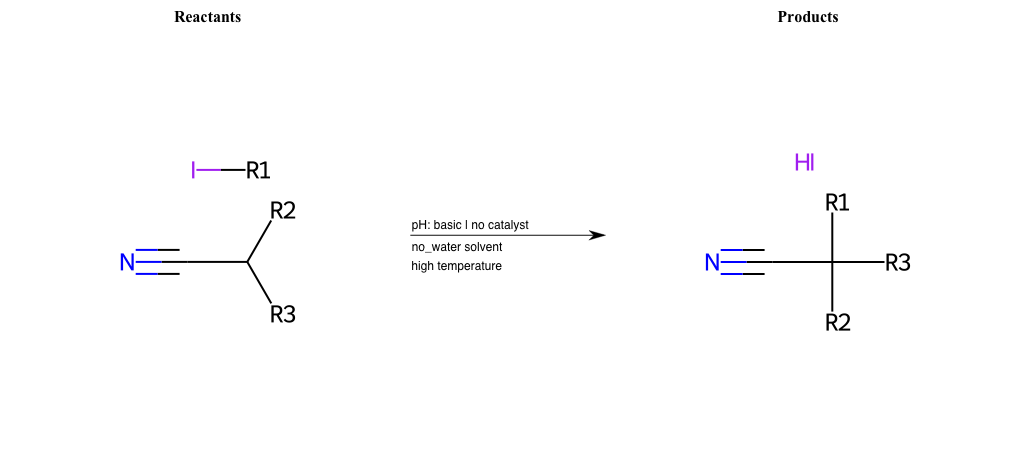 Reactants
Products
I R1
R2
N
R3
pH: basic | no catalyst
no_water solvent
high temperature
HI
R1
N R3
R2